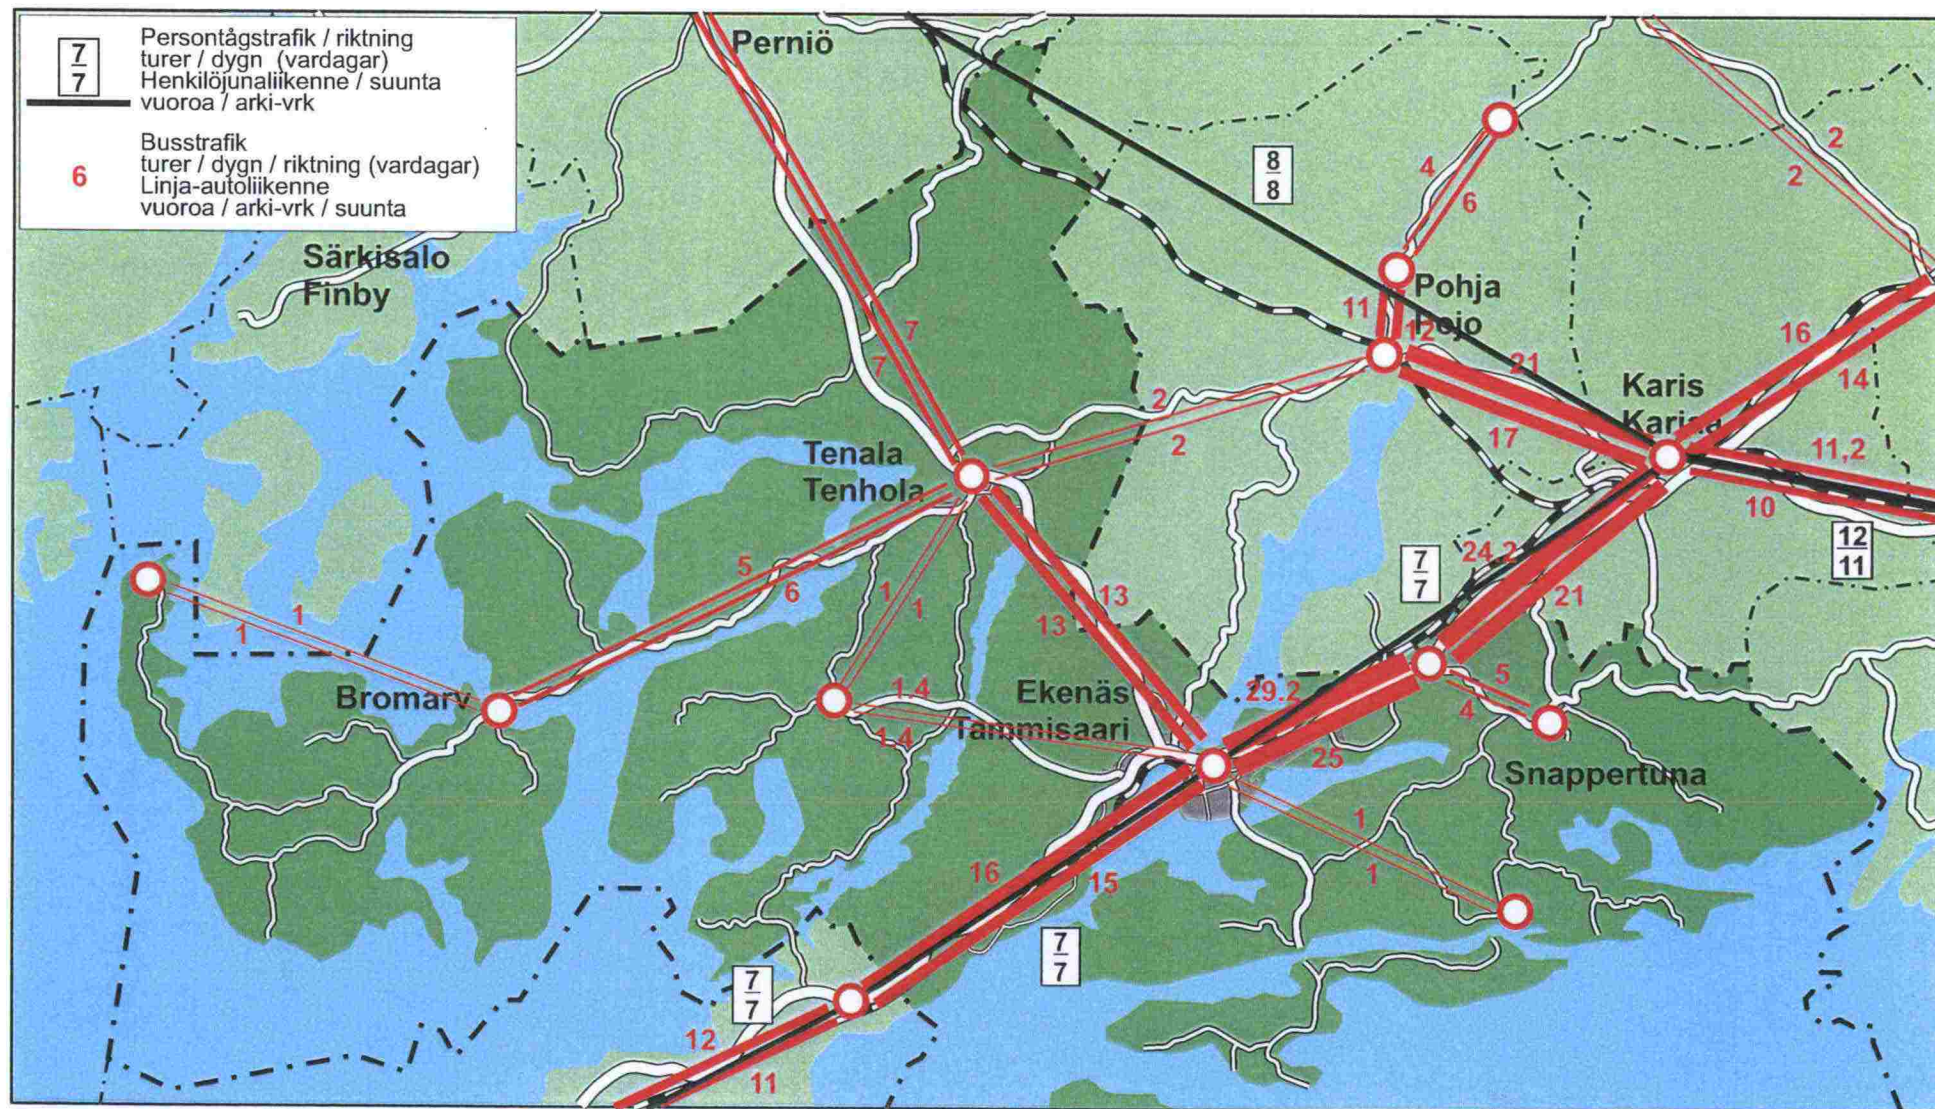 7
7
Persontågstrafik / riktning
turer / dygn (vardagar)
Henkilöjunaliikenne / suunta
vuoroa / arki-vrk
6
Busstrafik
turer / dygn / riktning (vardagar)
Linja-autoliikenne
vuoroa / arki-vrk / suunta
Perniö
2
2
4
6
8
8
Särkisalo
Finby
Pohja
Pojo
11
12
7
7
21
16
14
Karis
Karjaa
2
2
17
11,2
10
Tenala
Tenhola
12
11
24,2
7
7
21
5
6
1
1
13
13
1
1
Bromarv
1.4
1.4
Ekenäs
Tammisaari
29.2
25
5
4
Snappertuna
1
1
16
15
7
7
7
7
12
11